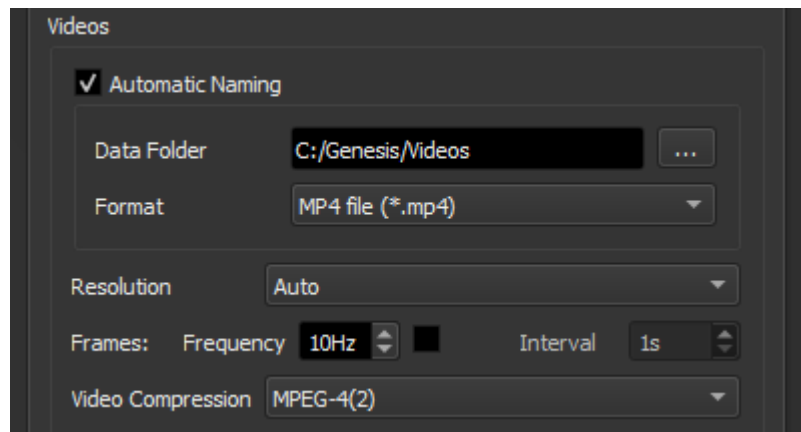 Videos
Automatic Naming
Data Folder C:/Genesis/Videos ...
Format MP4 file (*.mp4)
Resolution Auto
Frames: Frequency 10Hz Interval 1s
Video Compression MPEG-4(2)